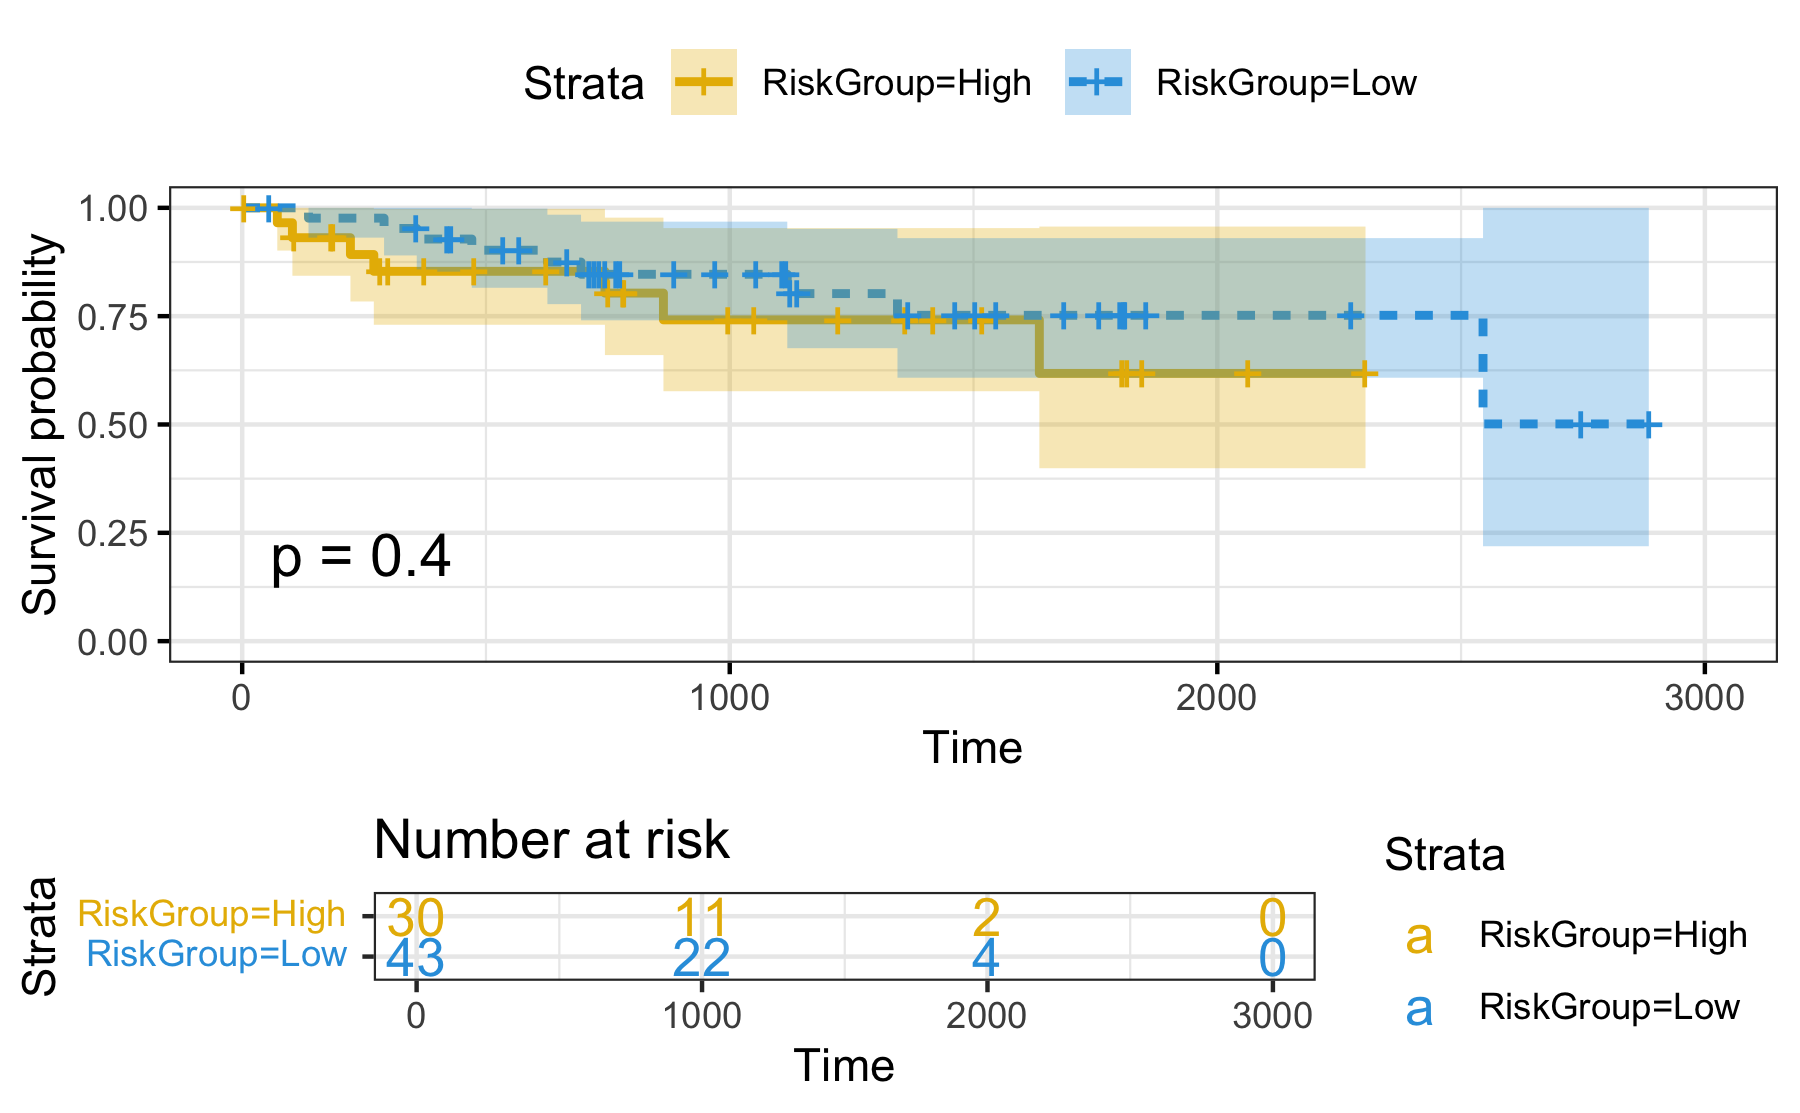 Strata RiskGroup=High RiskGroup=Low
Survival probability
1.00
0.75
0.50
0.25
0.00
p = 0.4
0 1000 2000 3000
Time
Number at risk
Strata
RiskGroup=High 30 11 2 0
RiskGroup=Low 43 22 4 0
0 1000 2000 3000
Time
Strata
a RiskGroup=High
a RiskGroup=Low